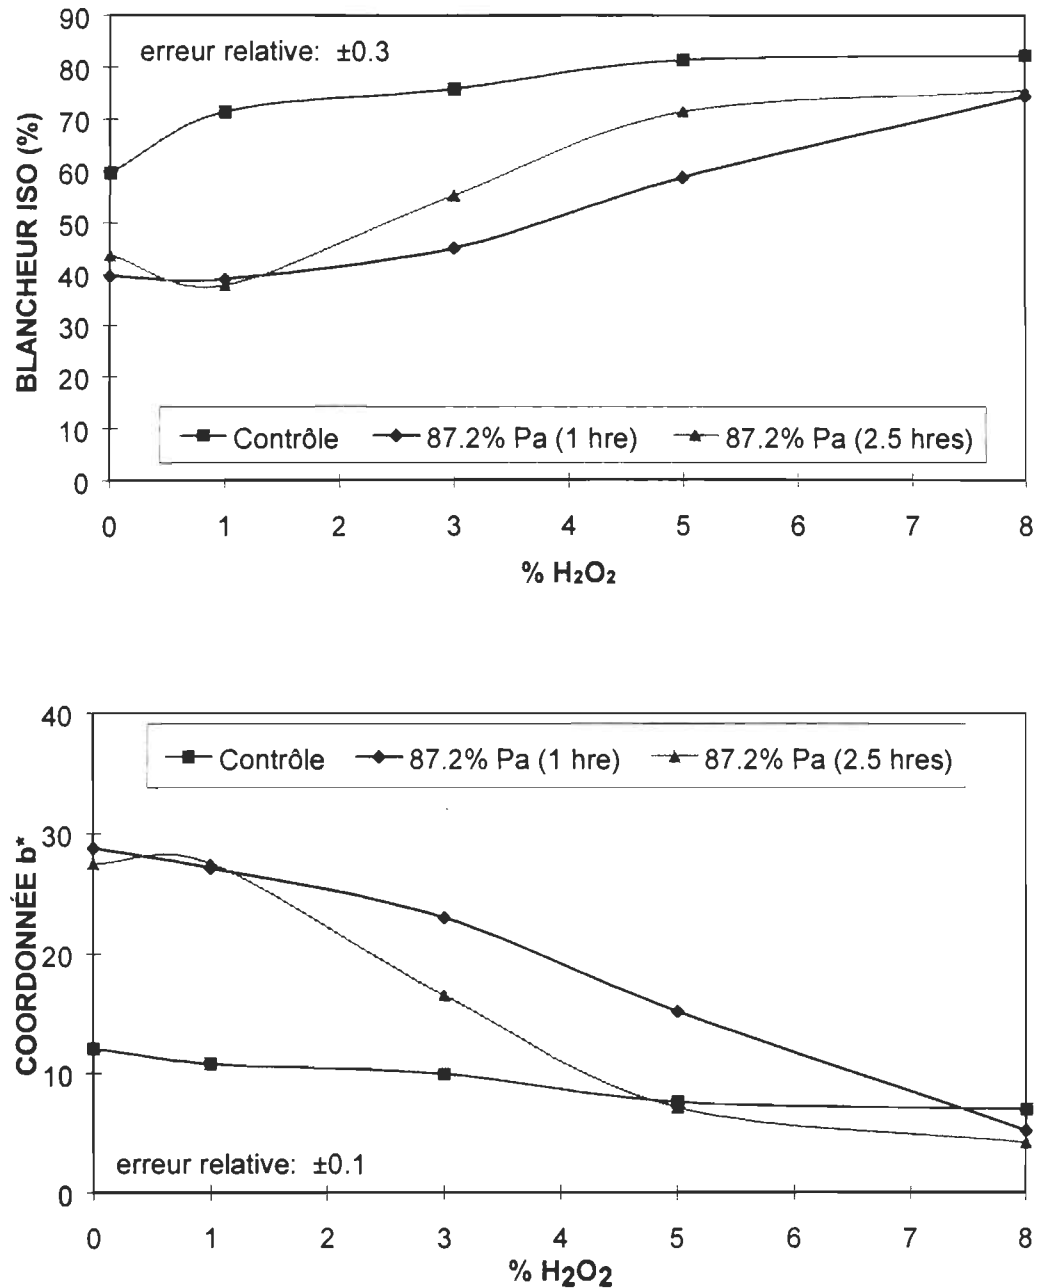 90
erreur relative: ±0.3
80
70
60
50
40
30
20
10
0
BLANCHEUR ISO (%)
Contrôle 87.2% Pa (1 hre) 87.2% Pa (2.5 hres)
0 1 2 3 4 5 6 7 8
% H₂O₂
40
Contrôle 87.2% Pa (1 hre) 87.2% Pa (2.5 hres)
30
20
10
0
COORDONNÉE b*
erreur relative: ±0.1
0 1 2 3 4 5 6 7 8
% H₂O₂